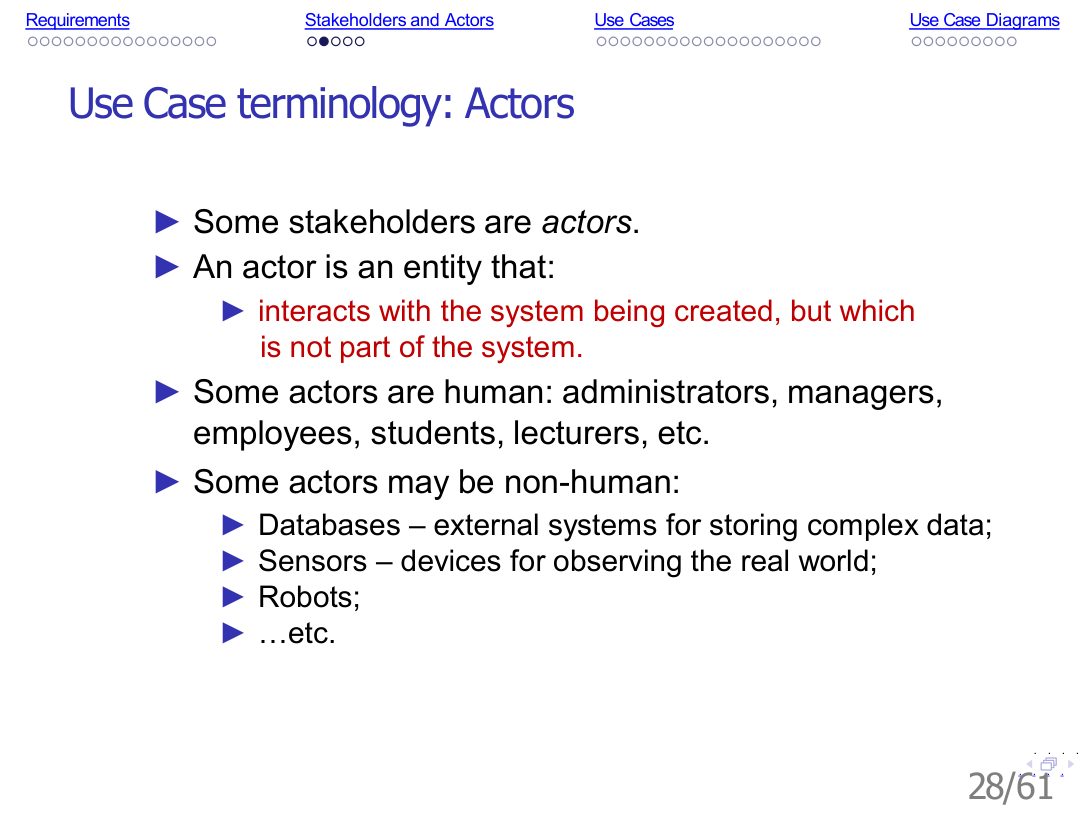 Requirements Stakeholders and Actors Use Cases Use Case Diagrams
Use Case terminology: Actors
► Some stakeholders are actors.
► An actor is an entity that:
► interacts with the system being created, but which
is not part of the system.
► Some actors are human: administrators, managers,
employees, students, lecturers, etc.
► Some actors may be non-human:
► Databases – external systems for storing complex data;
► Sensors – devices for observing the real world;
► Robots;
► …etc.
28/61